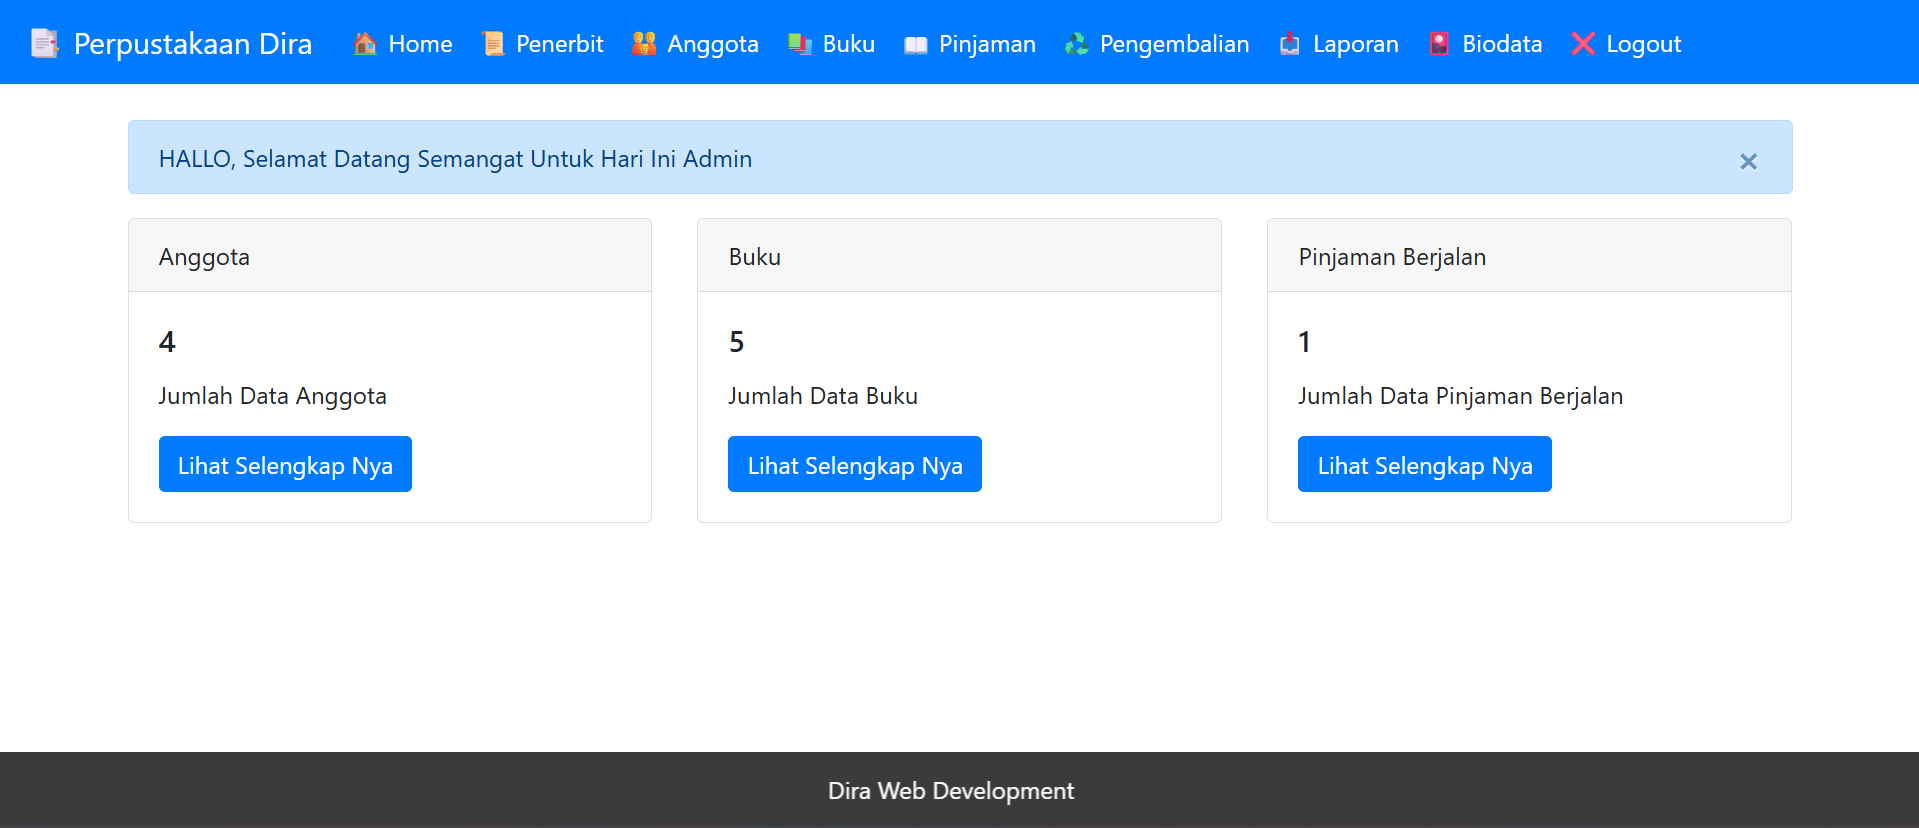 Perpustakaan Dira Home Penerbit Anggota Buku Pinjaman Pengembalian Laporan Biodata Logout
HALLO, Selamat Datang Semangat Untuk Hari Ini Admin ×
Anggota
4
Jumlah Data Anggota
Lihat Selengkap Nya
Buku
5
Jumlah Data Buku
Lihat Selengkap Nya
Pinjaman Berjalan
1
Jumlah Data Pinjaman Berjalan
Lihat Selengkap Nya
Dira Web Development